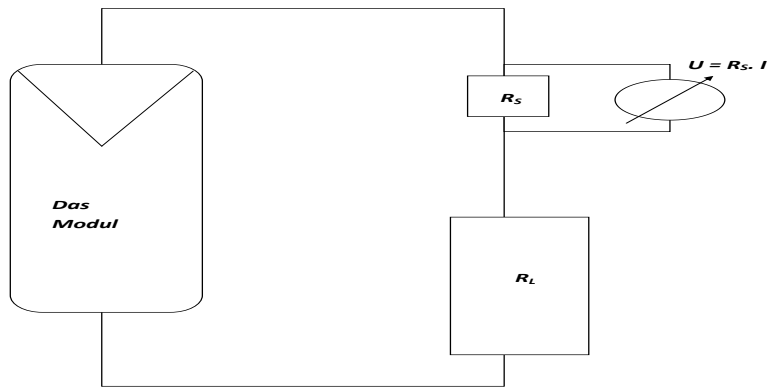 U = RS. I
RS
Das
Modul
RL